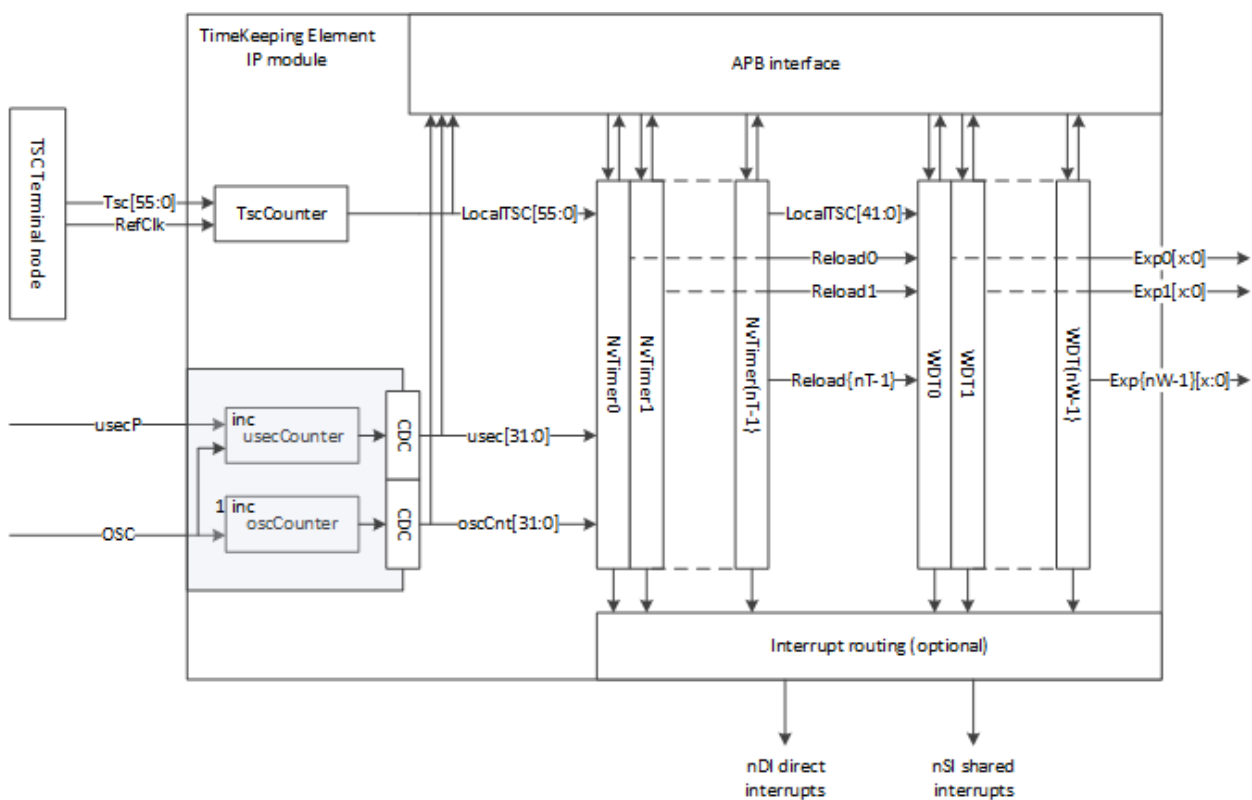 TimeKeeping Element
IP module
APB interface
TSC Terminal node
Tsc[55:0]
RefClk
TscCounter
LocalTSC[55:0]
LocalTSC[41:0]
Reload0
Exp0[x:0]
Reload1
Exp1[x:0]
NvTimer0
NvTimer1
NvTimer{nT-1}
WDT0
WDT1
WDT{nW-1}
Reload{nT-1}
Exp{nW-1}[x:0]
usecP
inc
usecCounter
CDC
usec[31:0]
OSC
1
inc
oscCounter
CDC
oscCnt[31:0]
Interrupt routing (optional)
nDI direct
interrupts
nSI shared
interrupts